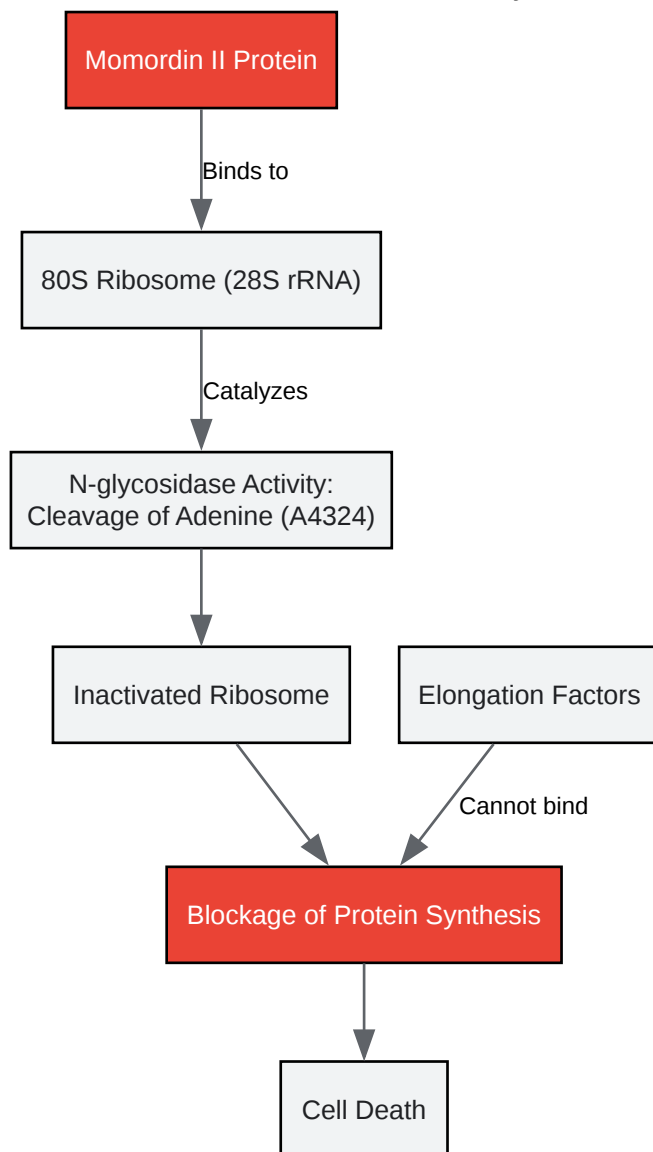 Momordin II Protein
Binds to
80S Ribosome (28S rRNA)
Catalyzes
N-glycosidase Activity:
Cleavage of Adenine (A4324)
Inactivated Ribosome
Elongation Factors
Cannot bind
Blockage of Protein Synthesis
Cell Death